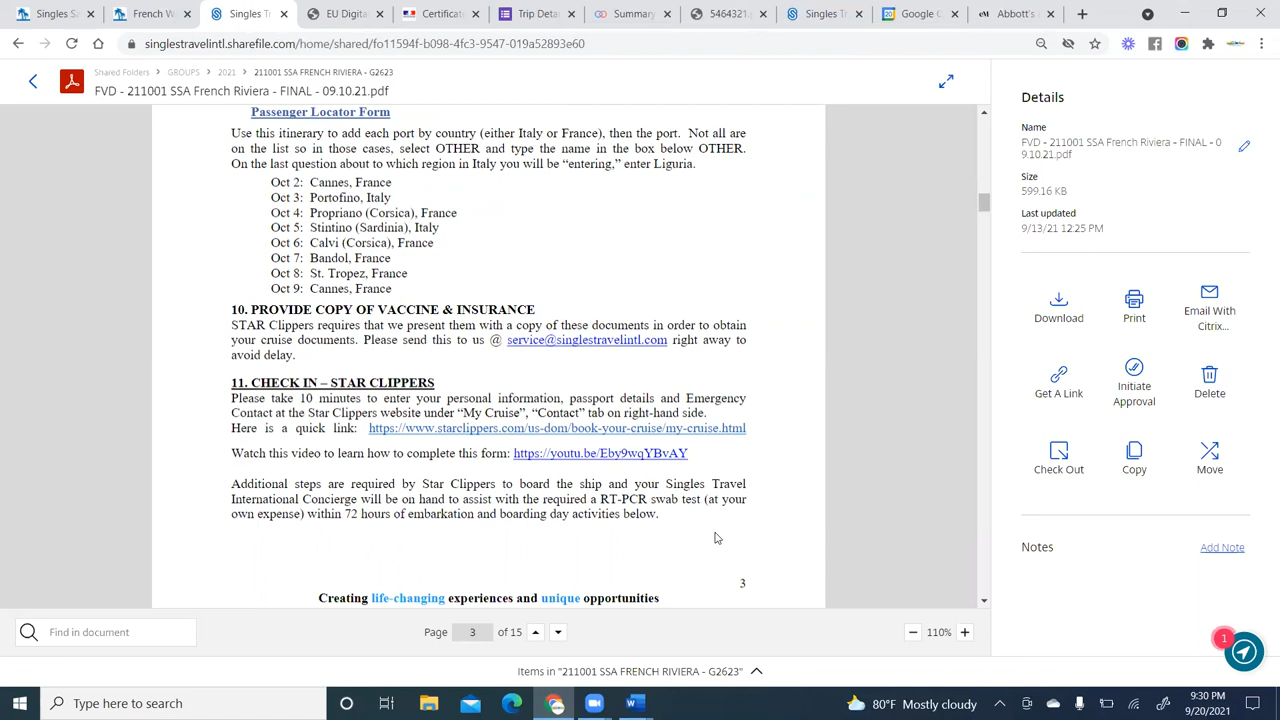 Singles Sa
French W
Singles Tr
EU Digital
Certificate
Trip Deta
Summary
5464321.p
Singles Tr
Google C
eM Abbott's
singlestravelintl.sharefile.com/home/shared/fo11594f-b098-4fc3-9547-019a52893e60
Shared Folders > GROUPS > 2021 > 211001 SSA FRENCH RIVIERA - G2623
FVD - 211001 SSA French Riviera - FINAL - 09.10.21.pdf
Passenger Locator Form
Use this itinerary to add each port by country (either Italy or France), then the port. Not all are
on the list so in those cases, select OTHER and type the name in the box below OTHER.
On the last question about to which region in Italy you will be "entering," enter Liguria.
Oct 2: Cannes, France
Oct 3: Portofino, Italy
Oct 4: Propriano (Corsica), France
Oct 5: Stintino (Sardinia), Italy
Oct 6: Calvi (Corsica), France
Oct 7: Bandol, France
Oct 8: St. Tropez, France
Oct 9: Cannes, France
10. PROVIDE COPY OF VACCINE & INSURANCE
STAR Clippers requires that we present them with a copy of these documents in order to obtain
your cruise documents. Please send this to us @ service@singlestravelintl.com right away to
avoid delay.
11. CHECK IN – STAR CLIPPERS
Please take 10 minutes to enter your personal information, passport details and Emergency
Contact at the Star Clippers website under "My Cruise", "Contact" tab on right-hand side.
Here is a quick link: https://www.starclippers.com/us-dom/book-your-cruise/my-cruise.html
Watch this video to learn how to complete this form: https://youtu.be/Eby9wqYBvAY
Additional steps are required by Star Clippers to board the ship and your Singles Travel
International Concierge will be on hand to assist with the required a RT-PCR swab test (at your
own expense) within 72 hours of embarkation and boarding day activities below.
3
Creating life-changing experiences and unique opportunities
Find in document
Page 3 of 15
110%
Items in "211001 SSA FRENCH RIVIERA - G2623"
Details
Name
FVD - 211001 SSA French Riviera - FINAL - 0
9.10.21.pdf
Size
599.16 KB
Last updated
9/13/21 12:25 PM
Download
Print
Email With
Citrix...
Get A Link
Initiate
Approval
Delete
Check Out
Copy
Move
Notes
Add Note
1
Type here to search
80°F Mostly cloudy
9:30 PM
9/20/2021